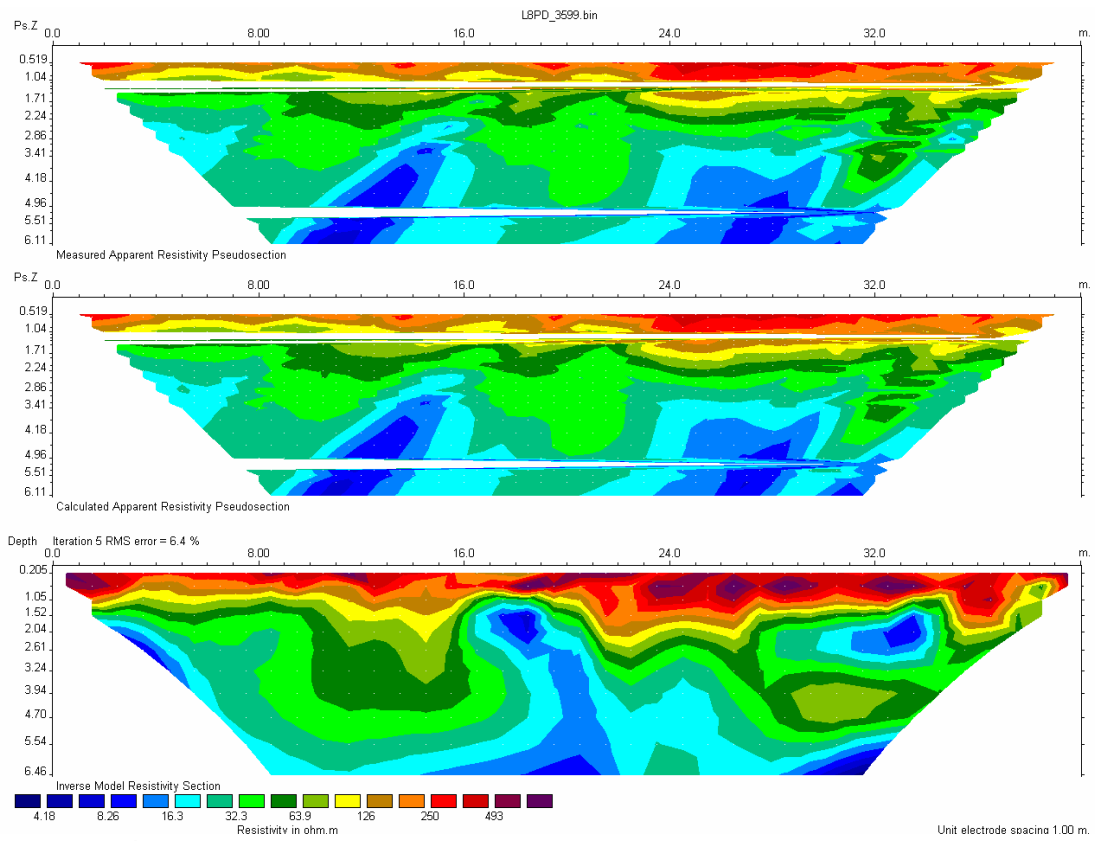 L8PD_3599.bin
Ps.Z
0.0 8.00 16.0 24.0 32.0 m.
0.519
1.04
1.71
2.24
2.86
3.41
4.18
4.96
5.51
6.11
Measured Apparent Resistivity Pseudosection
Ps.Z
0.0 8.00 16.0 24.0 32.0 m.
0.519
1.04
1.71
2.24
2.86
3.41
4.18
4.96
5.51
6.11
Calculated Apparent Resistivity Pseudosection
Depth Iteration 5 RMS error = 6.4 %
0.0 8.00 16.0 24.0 32.0 m.
0.205
1.05
1.52
2.04
2.61
3.24
3.94
4.70
5.54
6.46
Inverse Model Resistivity Section
4.18 8.26 16.3 32.3 63.9 126 250 493
Resistivity in ohm.m
Unit electrode spacing 1.00 m.